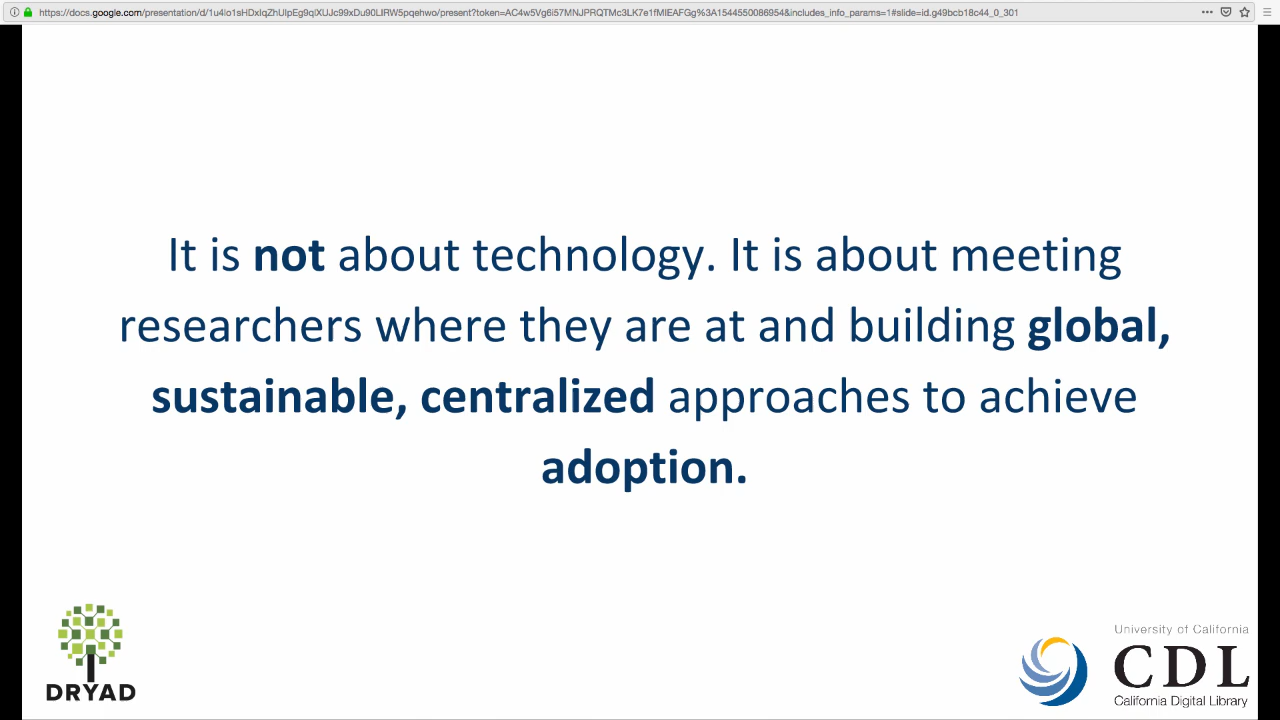 It is not about technology. It is about meeting
researchers where they are at and building global,
sustainable, centralized approaches to achieve
adoption.
DRYAD
University of California
CDL
California Digital Library